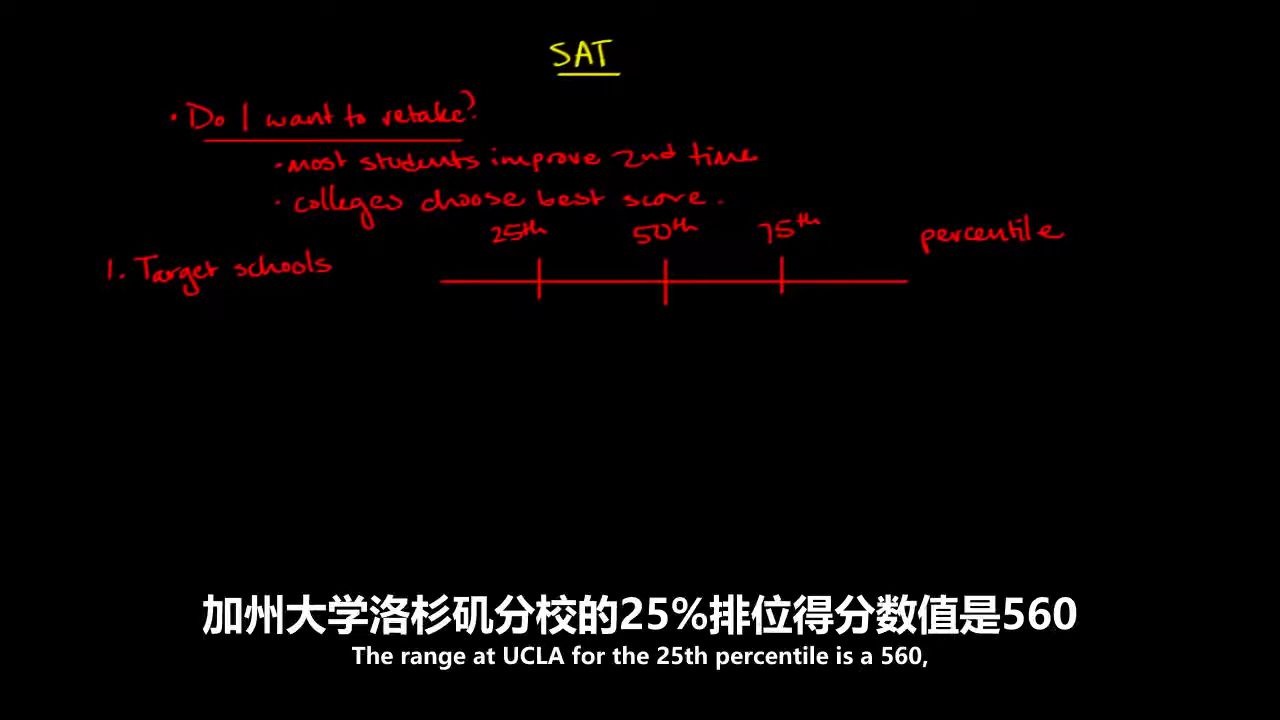 SAT
· Do I want to retake?
· most students improve 2nd time
· colleges choose best score.
25th 50th 75th percentile
1. Target schools
加州大学洛杉矶分校的25%排位得分数值是560
The range at UCLA for the 25th percentile is a 560,